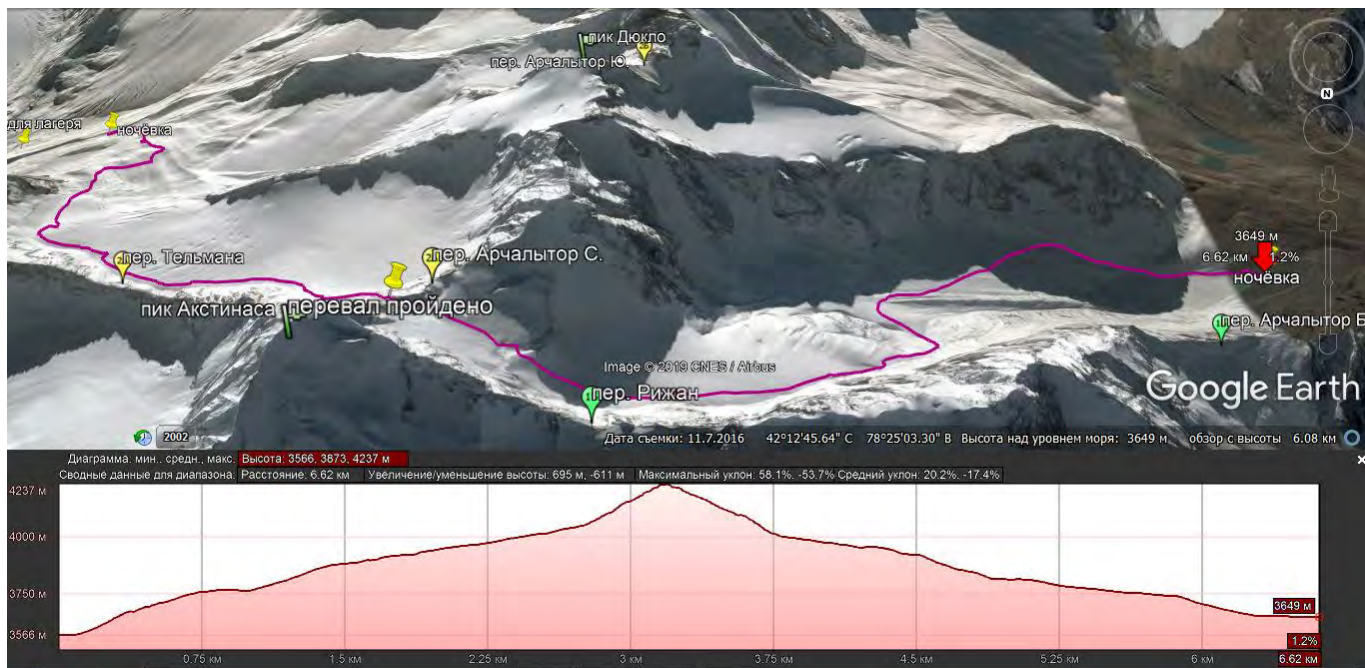 пик Дюкло
пер. Арчалытор Ю.
для лагеря
ночёвка
N
пер. Тельмана
пер. Арчалытор С.
3649 м
6.62 км 1.2%
ночёвка
пик Акстинаса
перевал пройдено
пер. Арчалытор Б
Image © 2019 CNES / Airbus
пер. Рижан
Google Earth
2002
Дата съемки: 11.7.2016 42°12'45.64" С 78°25'03.30" В Высота над уровнем моря: 3649 м обзор с высоты 6.08 км
Диаграмма: мин., средн., макс. Высота: 3566, 3873, 4237 м
Сводные данные для диапазона: Расстояние: 6.62 км Увеличение/уменьшение высоты: 695 м, -611 м Максимальный уклон: 58.1%, -53.7% Средний уклон: 20.2%, -17.4%
4237 м
4000 м
3750 м
3649 м
3566 м
1.2%
0.75 км 1.5 км 2.25 км 3 км 3.75 км 4.5 км 5.25 км 6 км 6.62 км